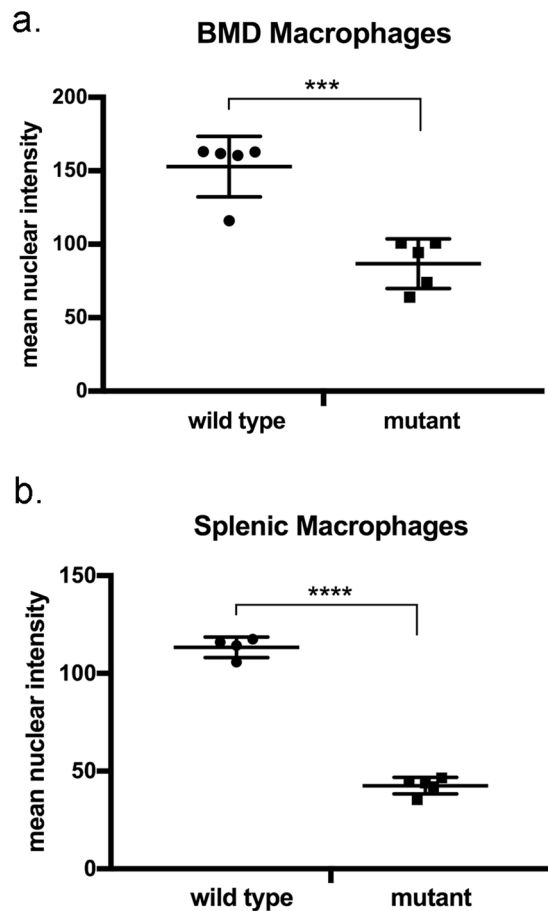 a.
BMD Macrophages
***
mean nuclear intensity
200
150
100
50
0
wild type
mutant
b.
Splenic Macrophages
****
mean nuclear intensity
150
100
50
0
wild type
mutant